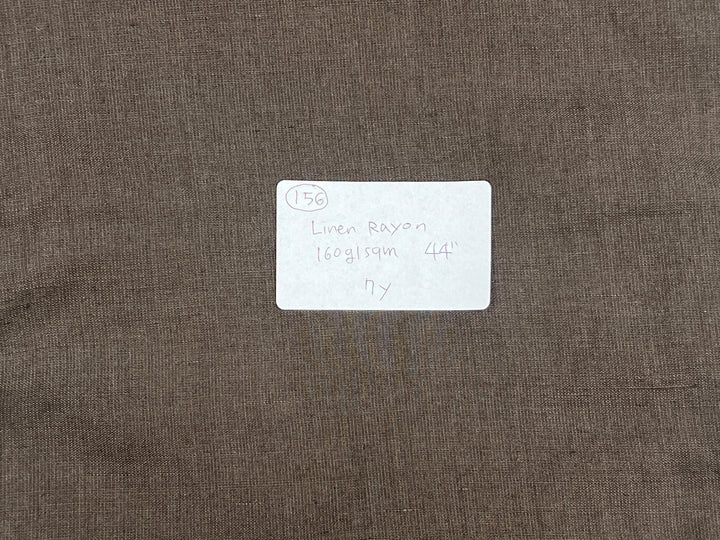 156
Linen Rayon
160g/sqm 44"
7y